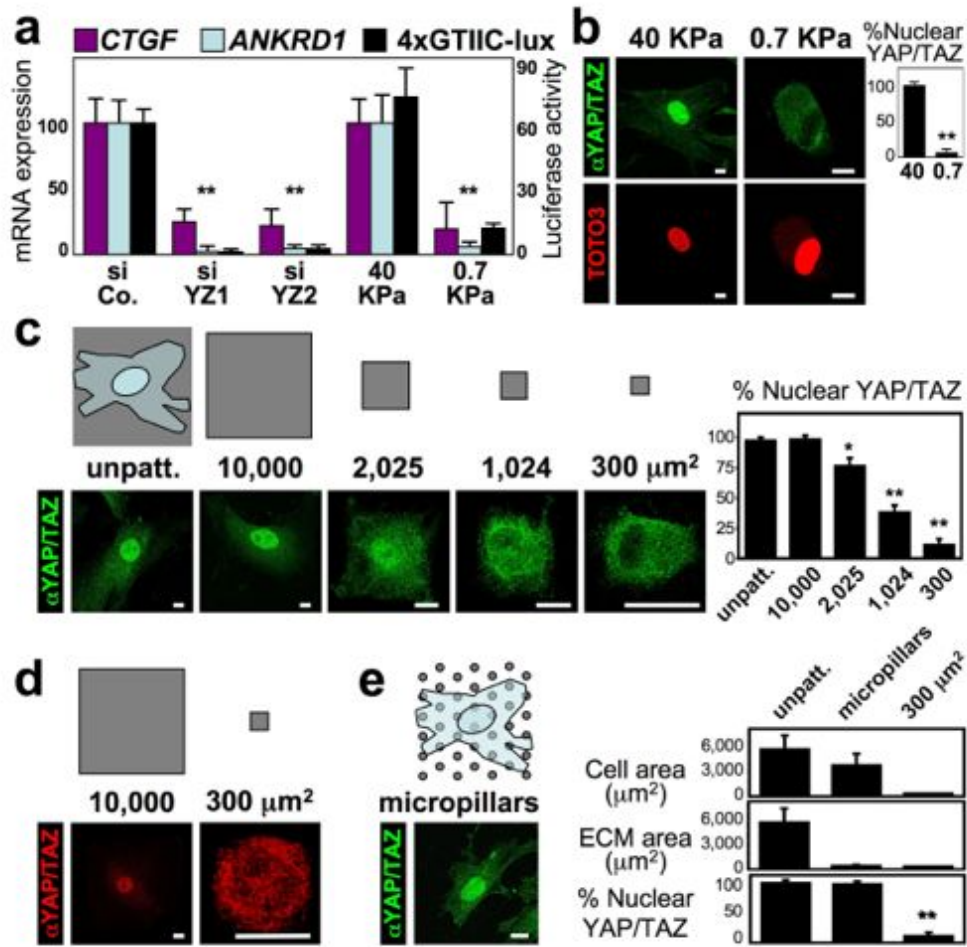 a
CTGF ANKRD1 4xGTIIC-lux
mRNA expression
100
50
0
** ** **
90
60
30
0
Luciferase activity
si Co.
si YZ1
si YZ2
40 KPa
0.7 KPa
b
40 KPa 0.7 KPa
αYAP/TAZ
TOTO3
%Nuclear
YAP/TAZ
100
50
0
**
40 0.7
c
unpatt. 10,000 2,025 1,024 300 μm²
αYAP/TAZ
% Nuclear YAP/TAZ
100
75
50
25
0
* ** **
unpatt. 10,000 2,025 1,024 300
d
10,000 300 μm²
αYAP/TAZ
e
micropillars
αYAP/TAZ
unpatt. micropillars 300 μm²
Cell area
(μm²)
6,000
3,000
0
ECM area
(μm²)
6,000
3,000
0
% Nuclear
YAP/TAZ
100
50
0
**